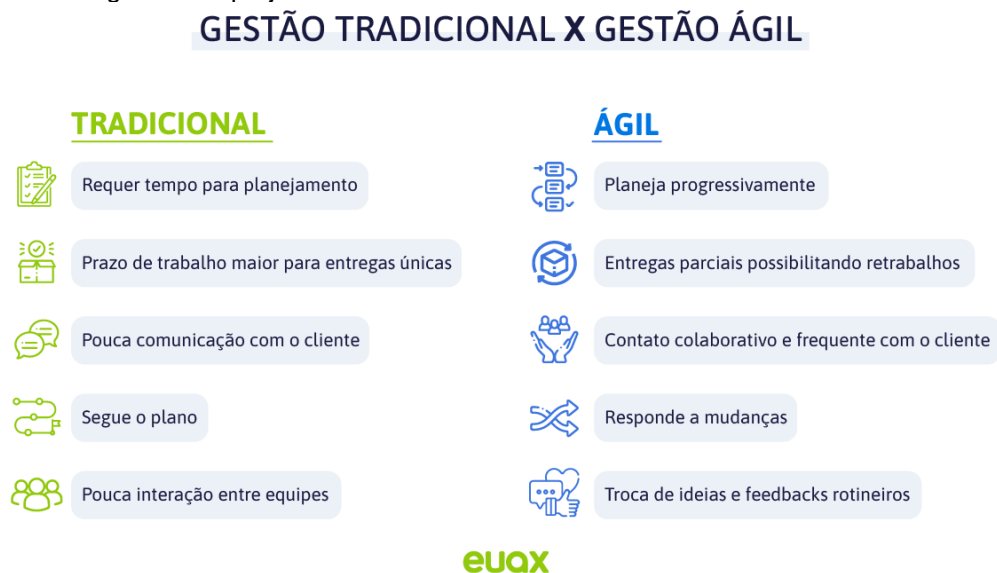 GESTÃO TRADICIONAL X GESTÃO ÁGIL
TRADICIONAL
Requer tempo para planejamento
Prazo de trabalho maior para entregas únicas
Pouca comunicação com o cliente
Segue o plano
Pouca interação entre equipes
ÁGIL
Planeja progressivamente
Entregas parciais possibilitando retrabalhos
Contato colaborativo e frequente com o cliente
Responde a mudanças
Troca de ideias e feedbacks rotineiros
euax